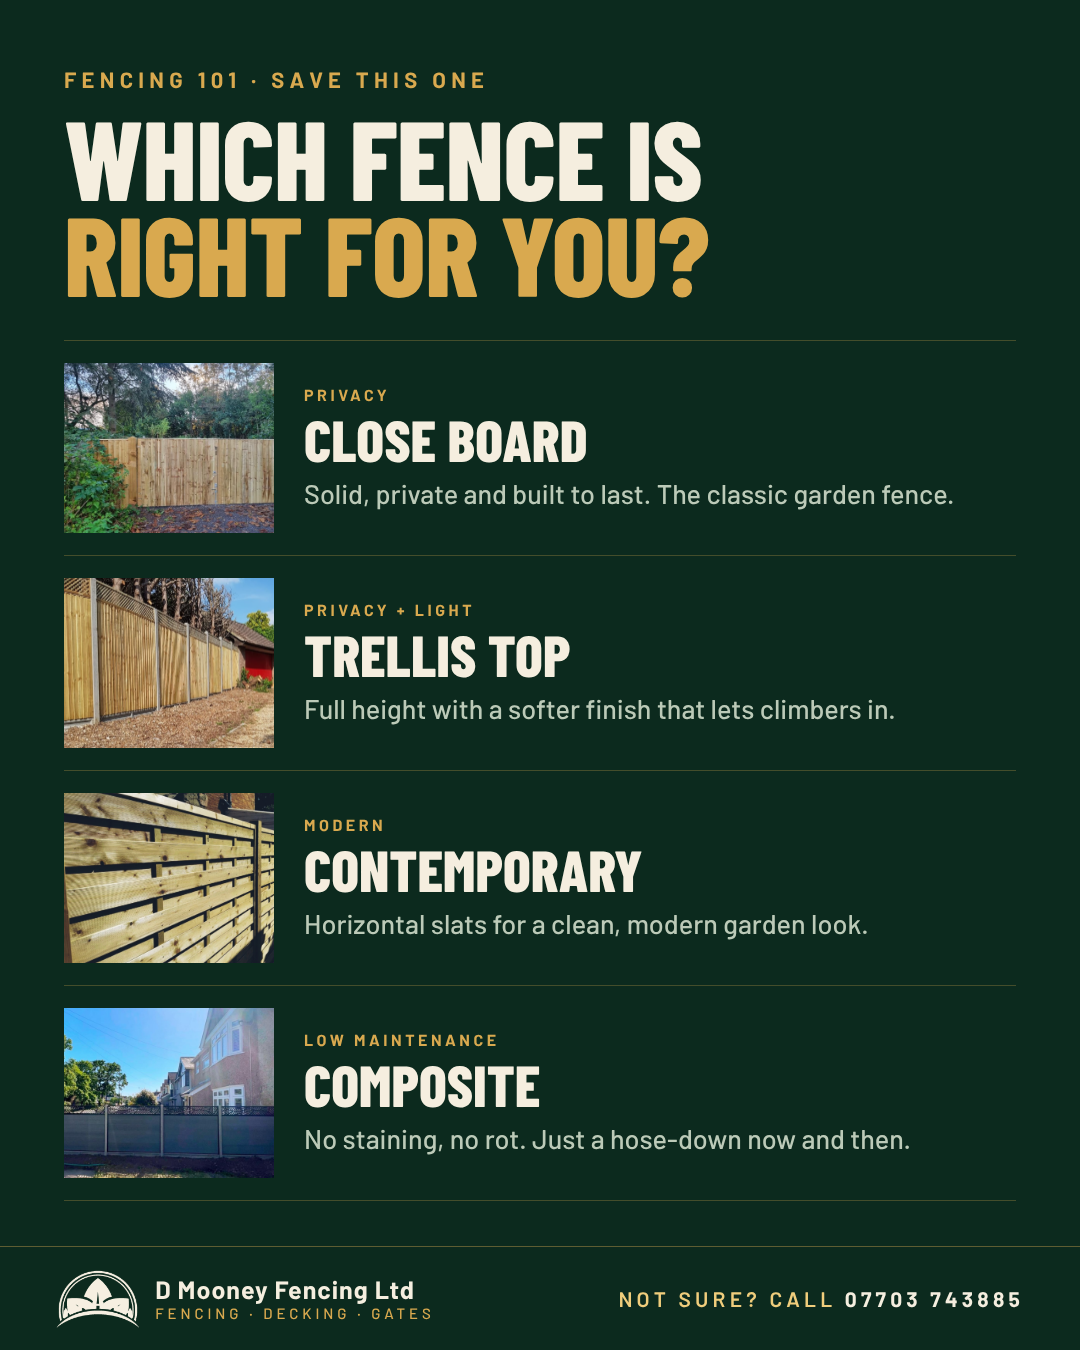 FENCING 101 · SAVE THIS ONE
WHICH FENCE IS
RIGHT FOR YOU?
PRIVACY
CLOSE BOARD
Solid, private and built to last. The classic garden fence.
PRIVACY + LIGHT
TRELLIS TOP
Full height with a softer finish that lets climbers in.
MODERN
CONTEMPORARY
Horizontal slats for a clean, modern garden look.
LOW MAINTENANCE
COMPOSITE
No staining, no rot. Just a hose-down now and then.
D Mooney Fencing Ltd
FENCING · DECKING · GATES
NOT SURE? CALL 07703 743885